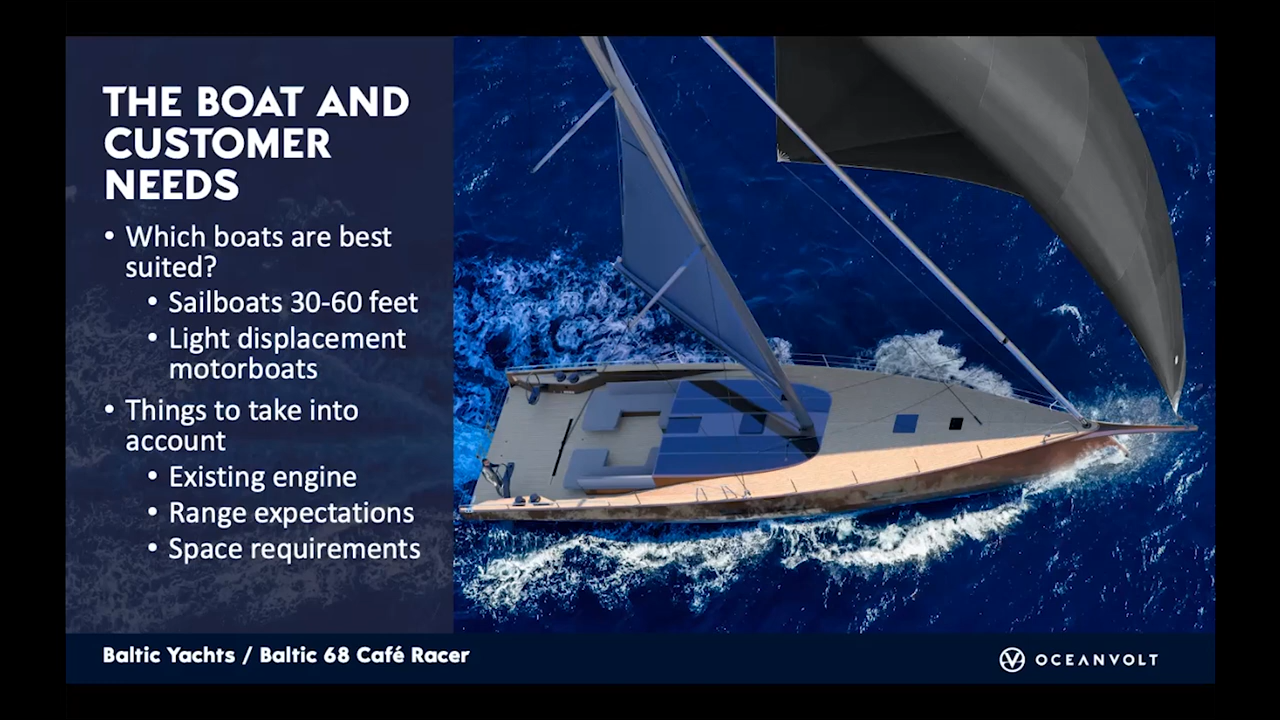 THE BOAT AND
CUSTOMER
NEEDS
• Which boats are best
suited?
• Sailboats 30-60 feet
• Light displacement
motorboats
• Things to take into
account
• Existing engine
• Range expectations
• Space requirements
Baltic Yachts / Baltic 68 Café Racer
OCEANVOLT